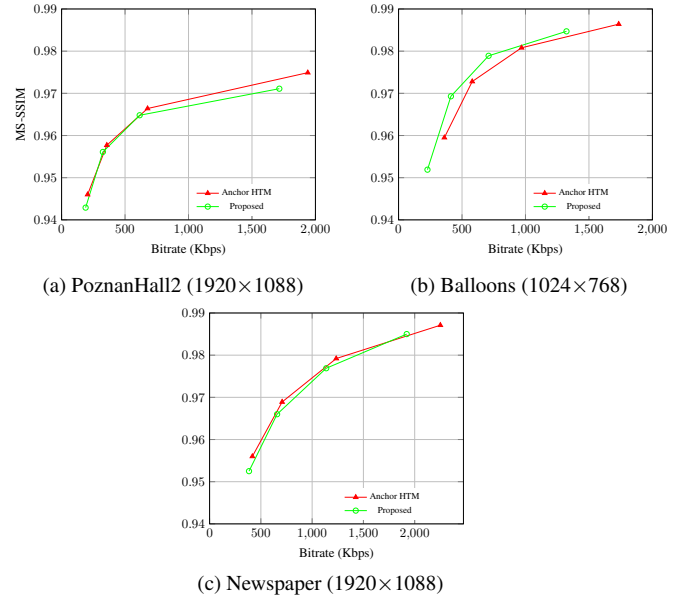 0.99
0.98
0.97
0.96
0.95
0.94
MS-SSIM
0 500 1,000 1,500 2,000
Bitrate (Kbps)
Anchor HTM
Proposed
(a) PoznanHall2 (1920×1088)
0.99
0.98
0.97
0.96
0.95
0.94
0 500 1,000 1,500 2,000
Bitrate (Kbps)
Anchor HTM
Proposed
(b) Balloons (1024×768)
0.99
0.98
0.97
0.96
0.95
0.94
0 500 1,000 1,500 2,000
Bitrate (Kbps)
Anchor HTM
Proposed
(c) Newspaper (1920×1088)